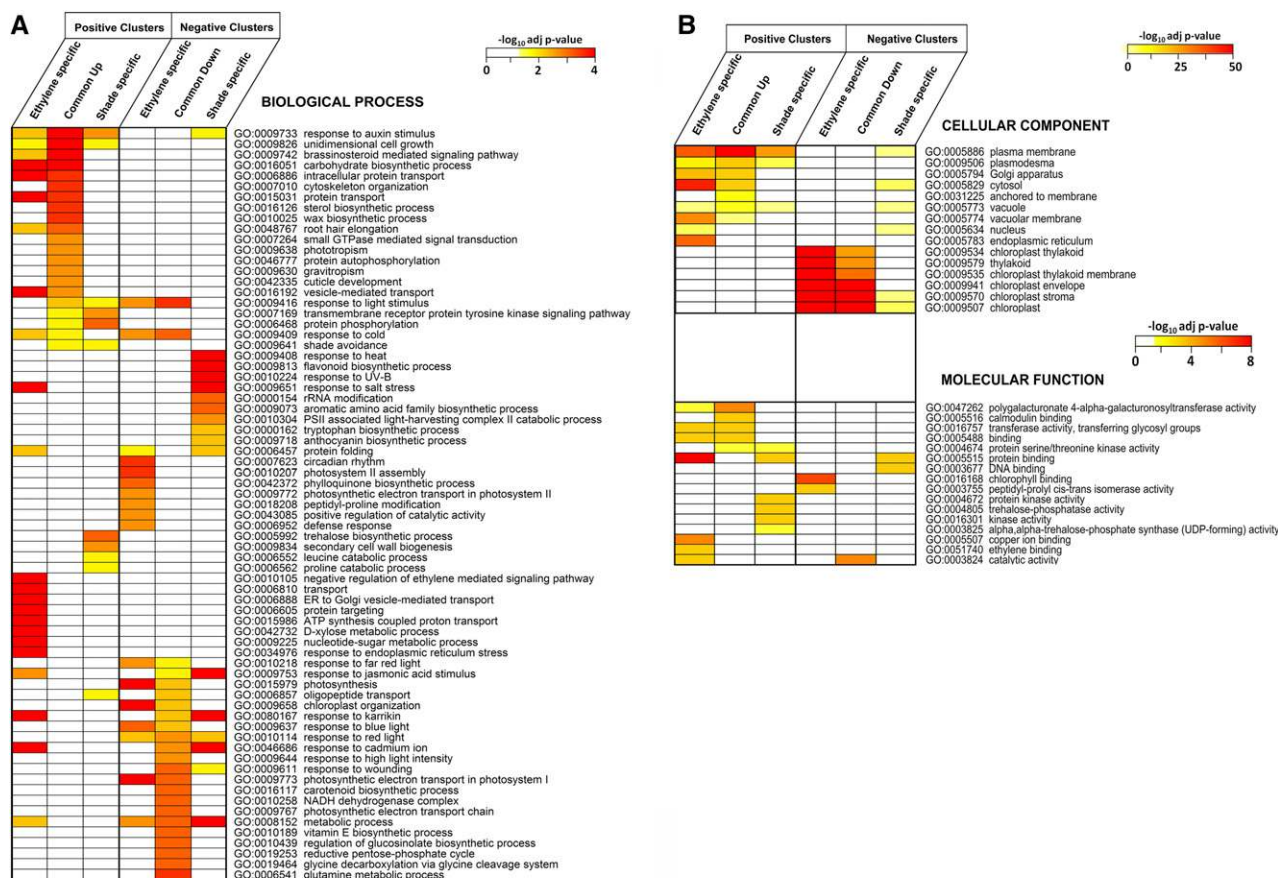 A
Positive Clusters
Negative Clusters
Ethylene specific
Common Up
Shade specific
Ethylene specific
Common Down
Shade specific
-log10 adj p-value
0 2 4
BIOLOGICAL PROCESS
GO:0009733 response to auxin stimulus
GO:0009826 unidimensional cell growth
GO:0009742 brassinosteroid mediated signaling pathway
GO:0016051 carbohydrate biosynthetic process
GO:0006886 intracellular protein transport
GO:0007010 cytoskeleton organization
GO:0015031 protein transport
GO:0016126 sterol biosynthetic process
GO:0010025 wax biosynthetic process
GO:0048767 root hair elongation
GO:0007264 small GTPase mediated signal transduction
GO:0009638 phototropism
GO:0046777 protein autophosphorylation
GO:0009630 gravitropism
GO:0042335 cuticle development
GO:0016192 vesicle-mediated transport
GO:0009416 response to light stimulus
GO:0007169 transmembrane receptor protein tyrosine kinase signaling pathway
GO:0006468 protein phosphorylation
GO:0009409 response to cold
GO:0009641 shade avoidance
GO:0009408 response to heat
GO:0009813 flavonoid biosynthetic process
GO:0010224 response to UV-B
GO:0009651 response to salt stress
GO:0000154 rRNA modification
GO:0009073 aromatic amino acid family biosynthetic process
GO:0010304 PSII associated light-harvesting complex II catabolic process
GO:0000162 tryptophan biosynthetic process
GO:0009718 anthocyanin biosynthetic process
GO:0006457 protein folding
GO:0007623 circadian rhythm
GO:0010207 photosystem II assembly
GO:0042372 phylloquinone biosynthetic process
GO:0009772 photosynthetic electron transport in photosystem II
GO:0018208 peptidyl-proline modification
GO:0043085 positive regulation of catalytic activity
GO:0006952 defense response
GO:0005992 trehalose biosynthetic process
GO:0009834 secondary cell wall biogenesis
GO:0006552 leucine catabolic process
GO:0006562 proline catabolic process
GO:0010105 negative regulation of ethylene mediated signaling pathway
GO:0006810 transport
GO:0006888 ER to Golgi vesicle-mediated transport
GO:0006605 protein targeting
GO:0015986 ATP synthesis coupled proton transport
GO:0042732 D-xylose metabolic process
GO:0009225 nucleotide-sugar metabolic process
GO:0034976 response to endoplasmic reticulum stress
GO:0010218 response to far red light
GO:0009753 response to jasmonic acid stimulus
GO:0015979 photosynthesis
GO:0006857 oligopeptide transport
GO:0009658 chloroplast organization
GO:0080167 response to karrikin
GO:0009637 response to blue light
GO:0010114 response to red light
GO:0046686 response to cadmium ion
GO:0009644 response to high light intensity
GO:0009611 response to wounding
GO:0009773 photosynthetic electron transport in photosystem I
GO:0016117 carotenoid biosynthetic process
GO:0010258 NADH dehydrogenase complex
GO:0009767 photosynthetic electron transport chain
GO:0008152 metabolic process
GO:0010189 vitamin E biosynthetic process
GO:0010439 regulation of glucosinolate biosynthetic process
GO:0019253 reductive pentose-phosphate cycle
GO:0019464 glycine decarboxylation via glycine cleavage system
GO:0006541 glutamine metabolic process
B
Positive Clusters
Negative Clusters
Ethylene specific
Common Up
Shade specific
Ethylene specific
Common Down
Shade specific
-log10 adj p-value
0 25 50
CELLULAR COMPONENT
GO:0005886 plasma membrane
GO:0009506 plasmodesma
GO:0005794 Golgi apparatus
GO:0005829 cytosol
GO:0031225 anchored to membrane
GO:0005773 vacuole
GO:0005774 vacuolar membrane
GO:0005634 nucleus
GO:0005783 endoplasmic reticulum
GO:0009534 chloroplast thylakoid
GO:0009579 thylakoid
GO:0009535 chloroplast thylakoid membrane
GO:0009941 chloroplast envelope
GO:0009570 chloroplast stroma
GO:0009507 chloroplast
-log10 adj p-value
0 2 4 8
MOLECULAR FUNCTION
GO:0047262 polygalacturonate 4-alpha-galacturonosyltransferase activity
GO:0005516 calmodulin binding
GO:0016757 transferase activity, transferring glycosyl groups
GO:0005488 binding
GO:0004674 protein serine/threonine kinase activity
GO:0005515 protein binding
GO:0003677 DNA binding
GO:0016168 chlorophyll binding
GO:0003755 peptidyl-prolyl cis-trans isomerase activity
GO:0004672 protein kinase activity
GO:0004805 trehalose-phosphatase activity
GO:0016301 kinase activity
GO:0003825 alpha,alpha-trehalose-phosphate synthase (UDP-forming) activity
GO:0005507 copper ion binding
GO:0051740 ethylene binding
GO:0003824 catalytic activity